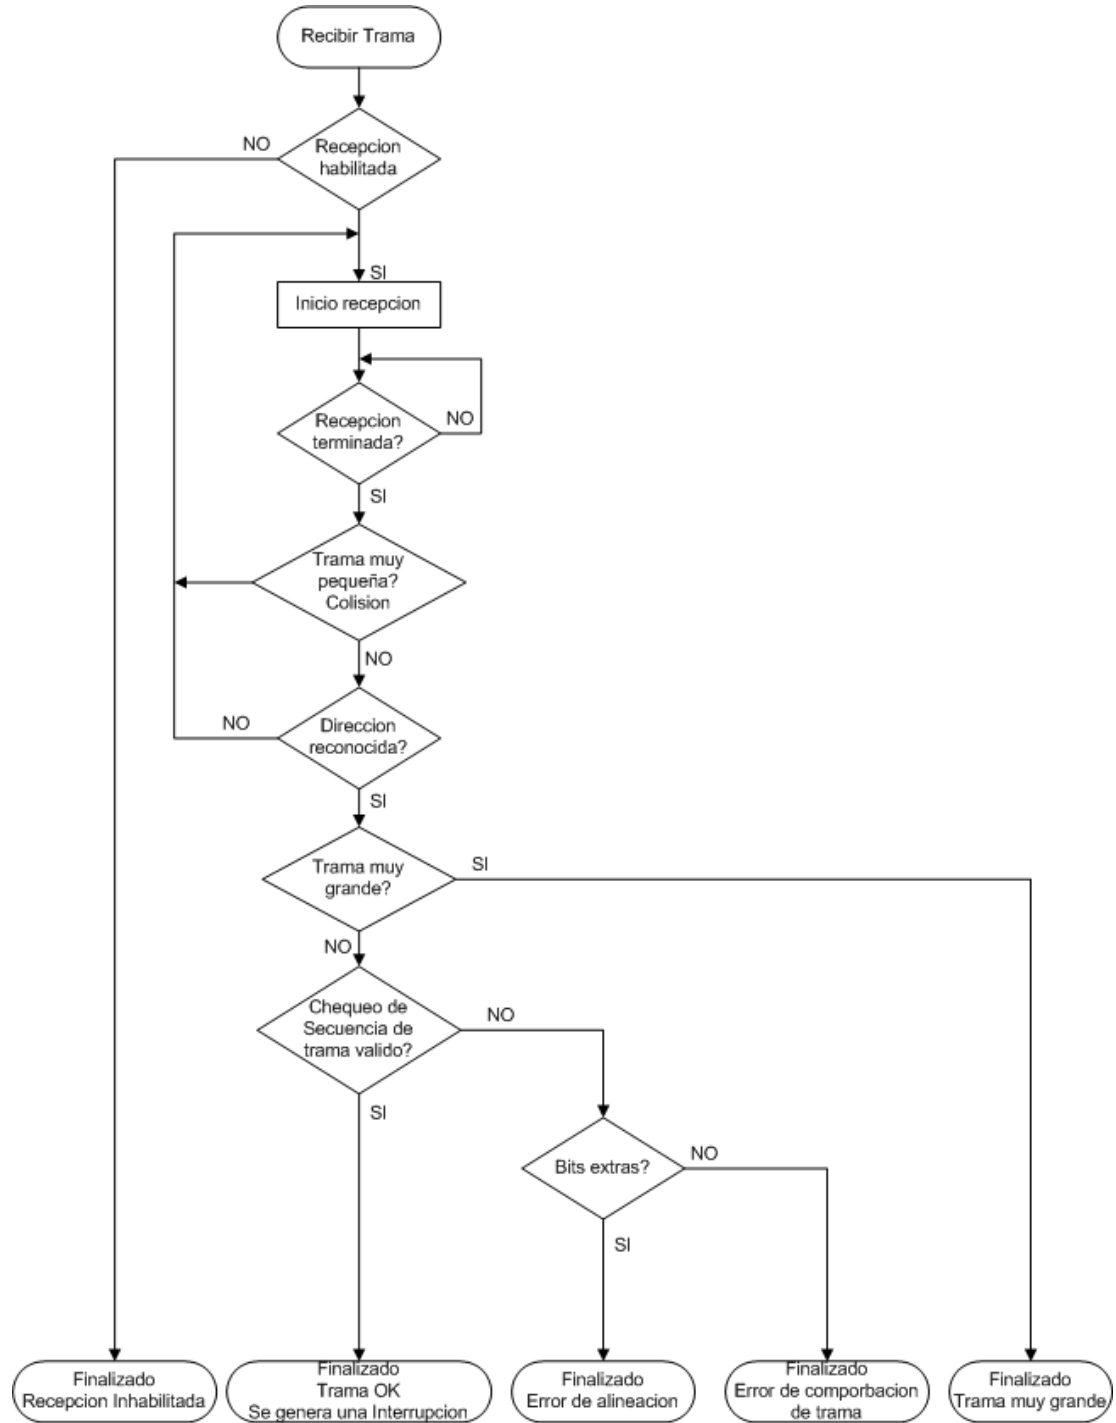 Recibir Trama
NO
Recepcion
habilitada
SI
Inicio recepcion
Recepcion
terminada?
NO
SI
Trama muy
pequeña?
Colision
NO
NO
Direccion
reconocida?
SI
Trama muy
grande?
SI
NO
Chequeo de
Secuencia de
trama valido?
NO
SI
Bits extras?
NO
SI
Finalizado
Recepcion Inhabilitada
Finalizado
Trama OK
Se genera una Interrupcion
Finalizado
Error de alineacion
Finalizado
Error de comporbacion
de trama
Finalizado
Trama muy grande